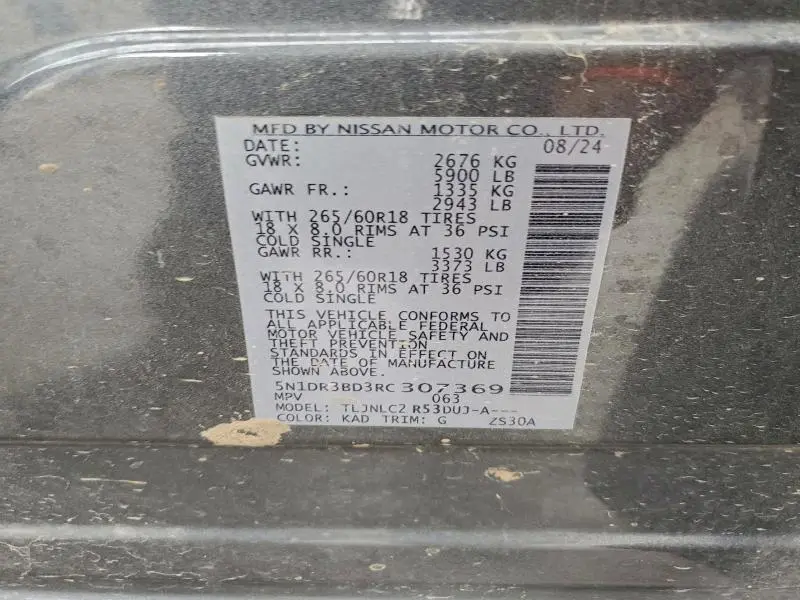 MFD BY NISSAN MOTOR CO., LTD.
DATE: 08/24
GVWR: 2676 KG
5900 LB
GAWR FR.: 1335 KG
2943 LB
WITH 265/60R18 TIRES
18 X 8.0 RIMS AT 36 PSI
COLD SINGLE
GAWR RR.: 1530 KG
3373 LB
WITH 265/60R18 TIRES
18 X 8.0 RIMS AT 36 PSI
COLD SINGLE
THIS VEHICLE CONFORMS TO
ALL APPLICABLE FEDERAL
MOTOR VEHICLE SAFETY AND
THEFT PREVENTION
STANDARDS IN EFFECT ON
THE DATE OF MANUFACTURE
SHOWN ABOVE.
5N1DR3BD3RC307369
MPV 063
MODEL: TLJNLC2 R53DUJ-A---
COLOR: KAD TRIM: G ZS30A